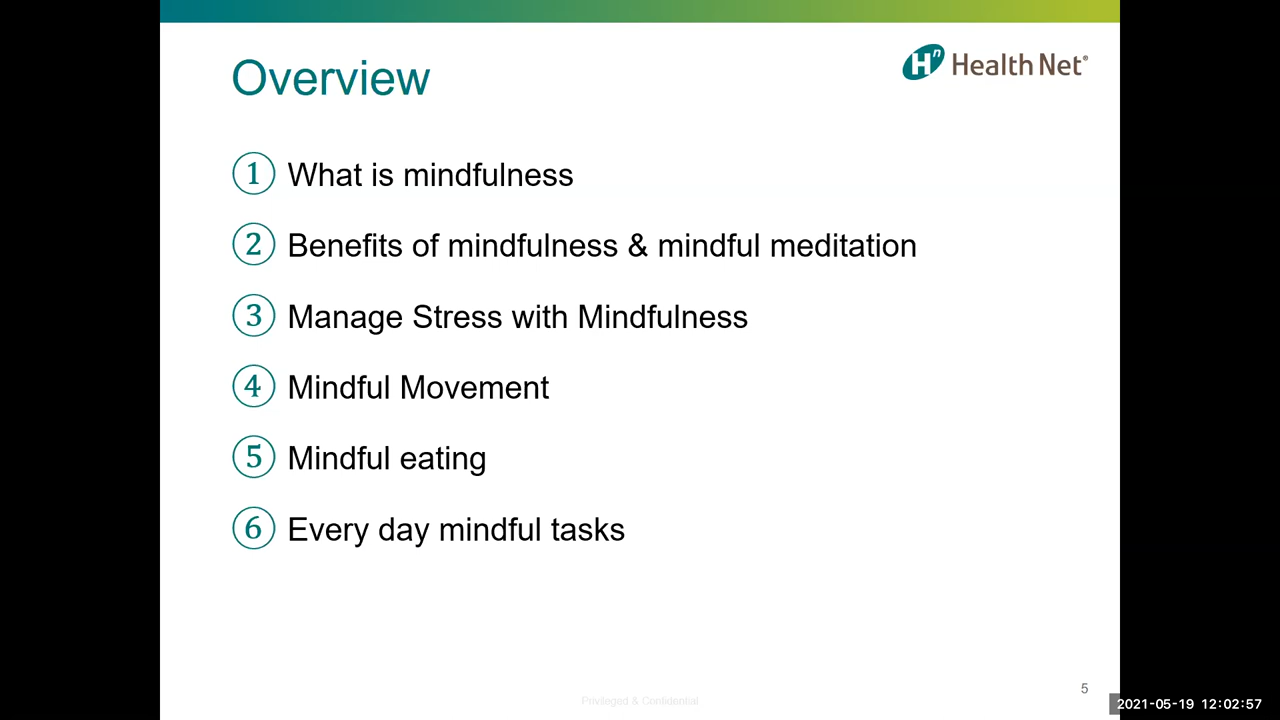 Overview
Hn Health Net®
1 What is mindfulness
2 Benefits of mindfulness & mindful meditation
3 Manage Stress with Mindfulness
4 Mindful Movement
5 Mindful eating
6 Every day mindful tasks
Privileged & Confidential
5
2021-05-19 12:02:57